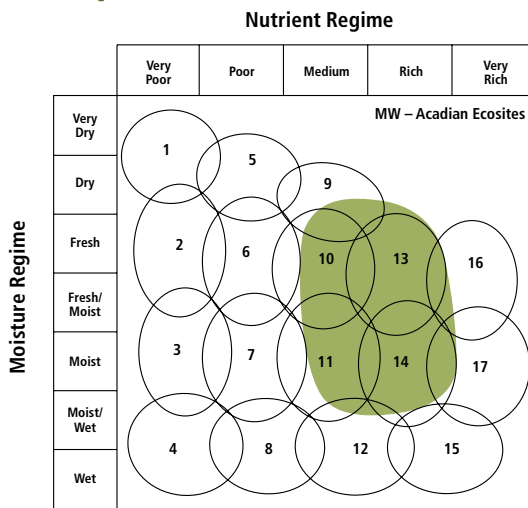 Nutrient Regime
Very Poor
Poor
Medium
Rich
Very Rich
MW – Acadian Ecosites
Moisture Regime
Very Dry
Dry
Fresh
Fresh/ Moist
Moist
Moist/ Wet
Wet
1
5
9
2
6
10
13
16
3
7
11
14
17
4
8
12
15